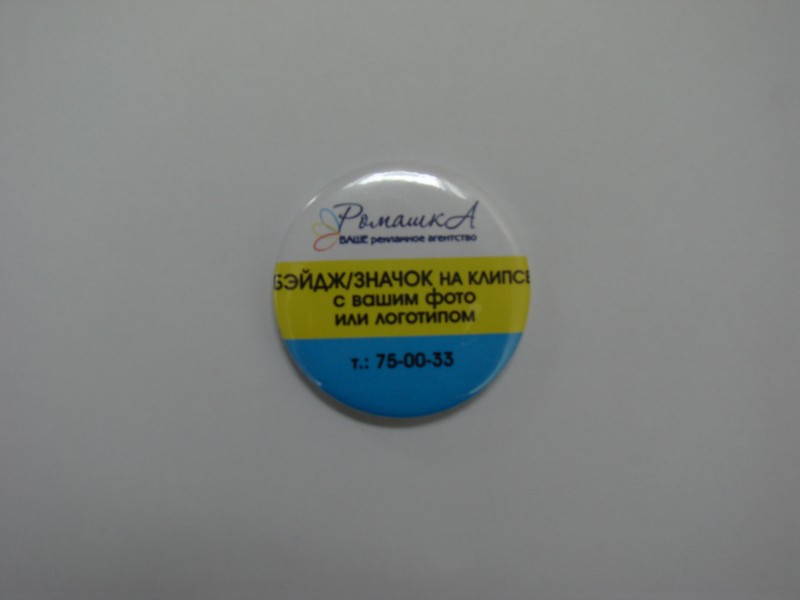 РомашкА
ВАШЕ рекламное агентство
БЭЙДЖ/ЗНАЧОК НА КЛИПСЕ
с вашим фото
или логотипом
т.: 75-00-33